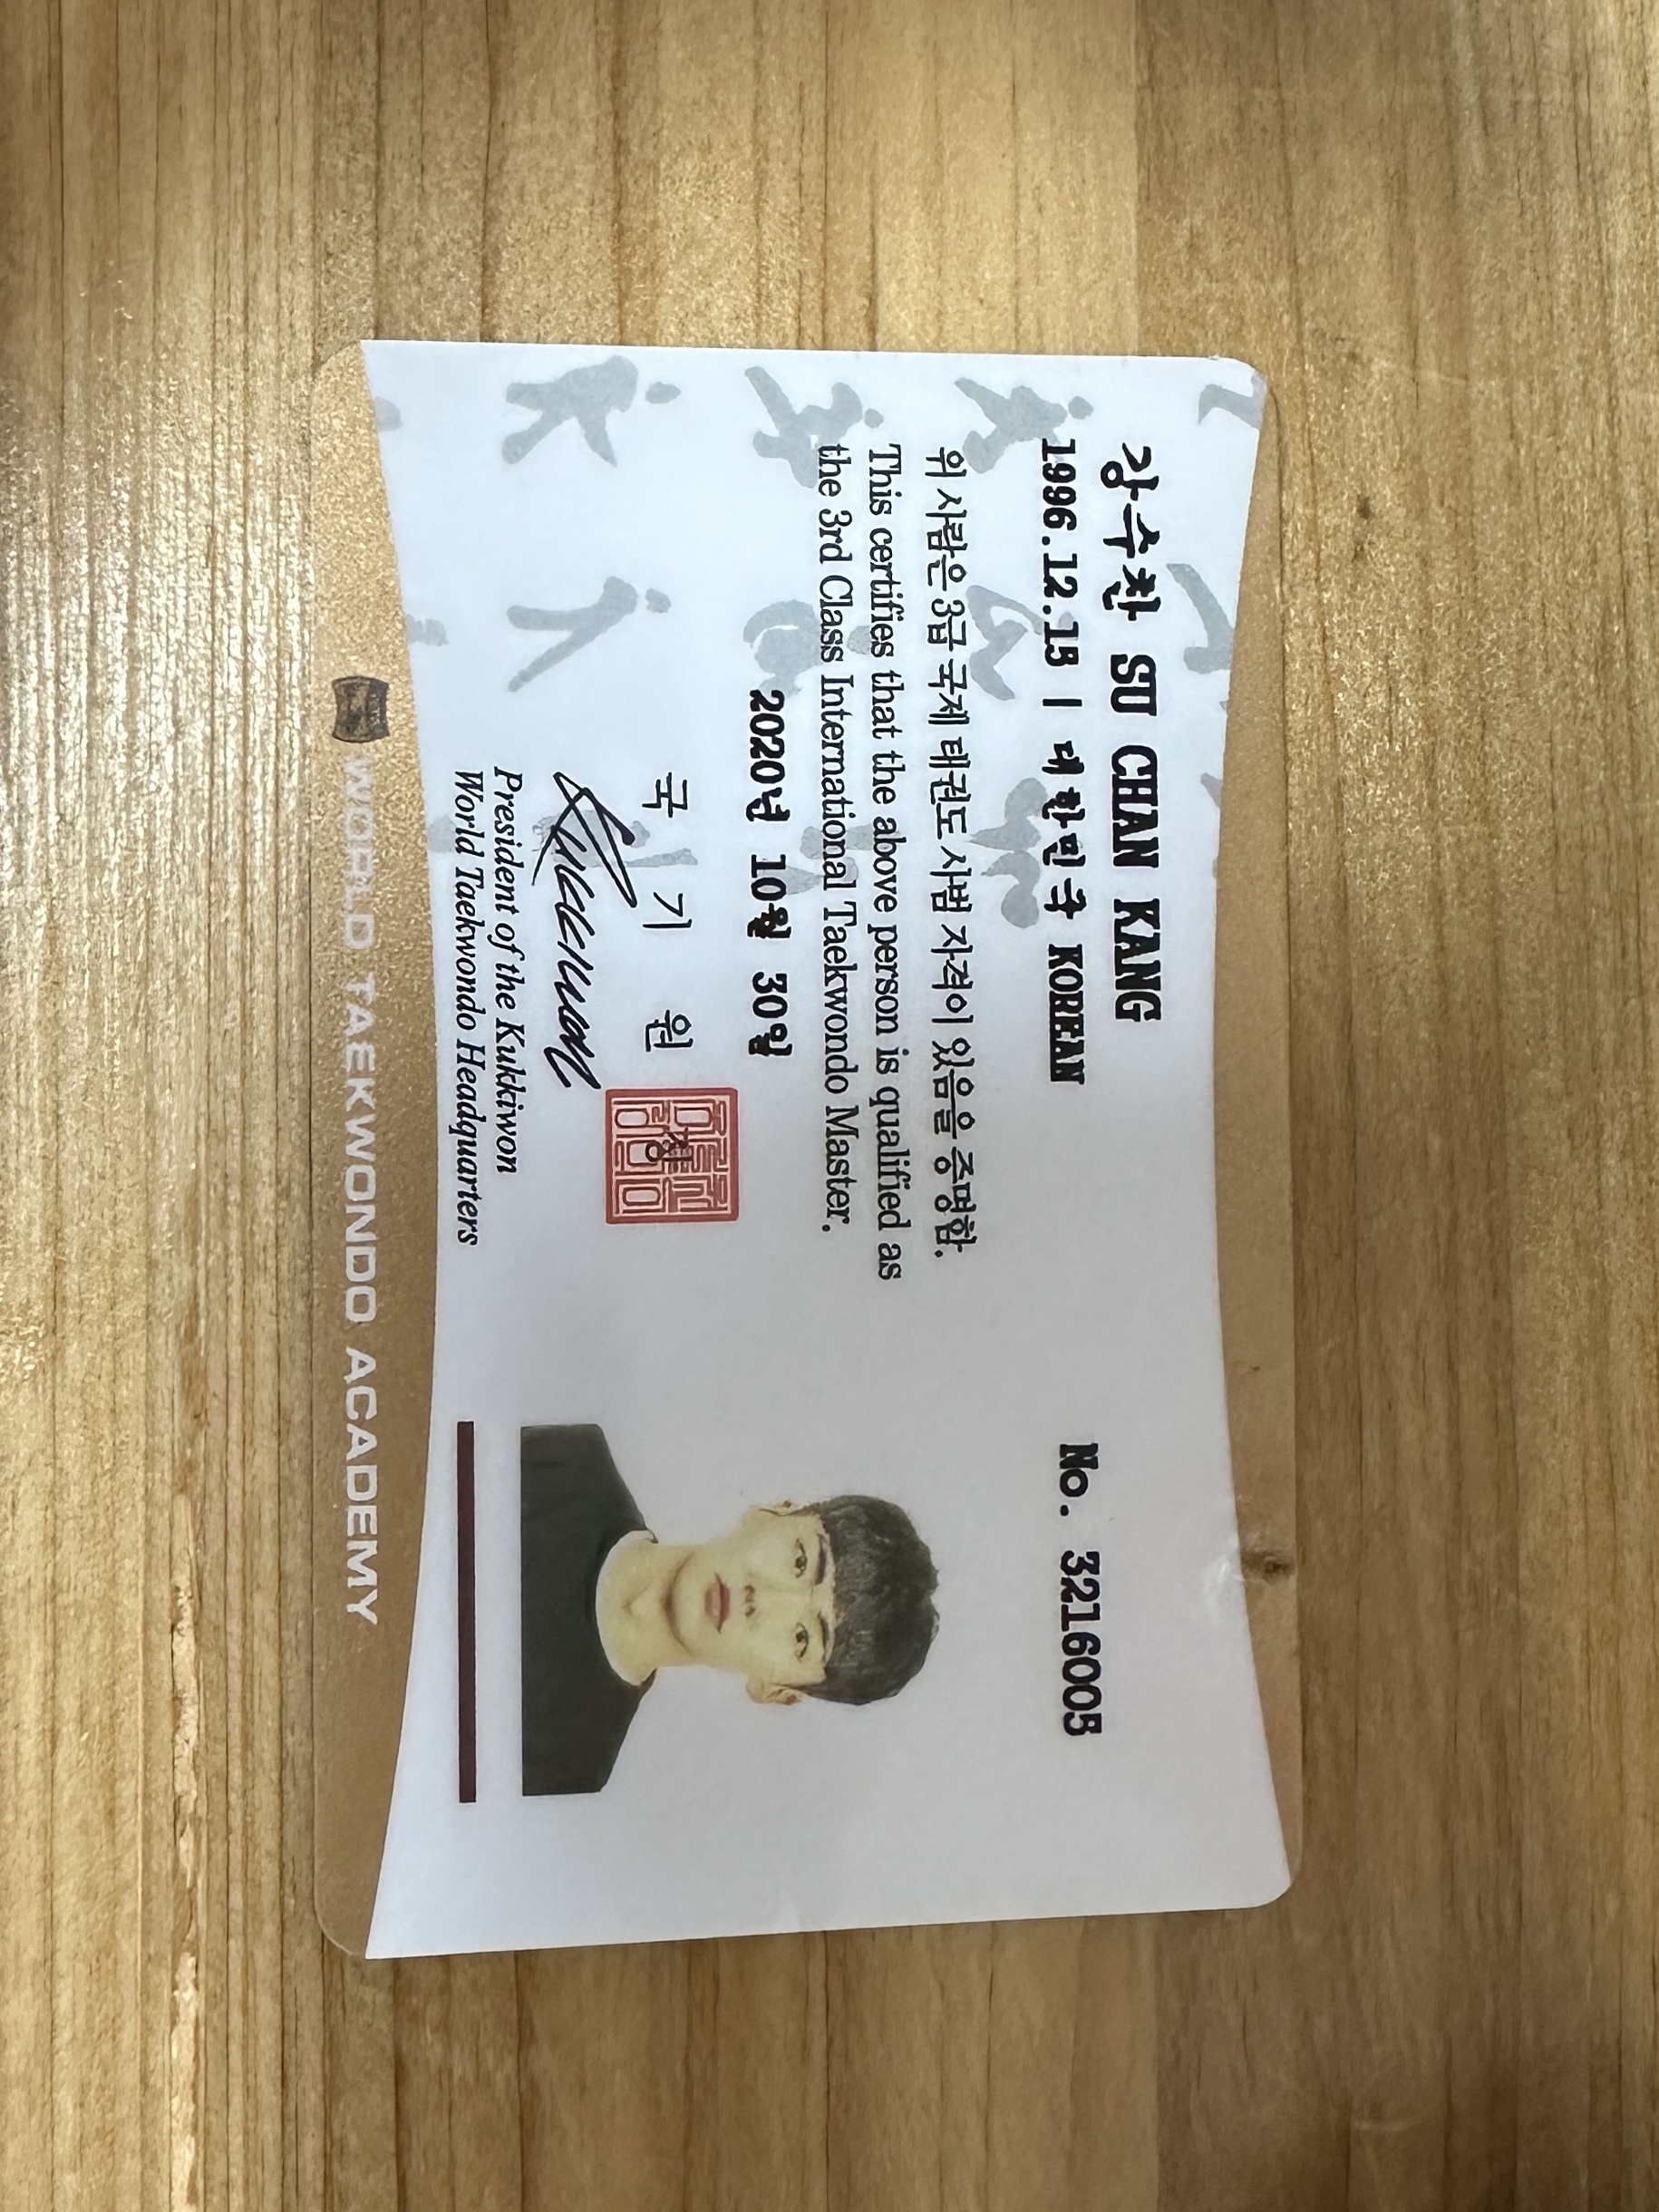 강수찬 SU CHAN KANG
No. 3216005
1996.12.15 | 대한민국 KOREAN
위 사람은 3급 국제 태권도 사범 자격이 있음을 증명함.
This certifies that the above person is qualified as
the 3rd Class International Taekwondo Master.
2020년 10월 30일
국 기 원 장
President of the Kukkiwon
World Taekwondo Headquarters
WORLD TAEKWONDO ACADEMY